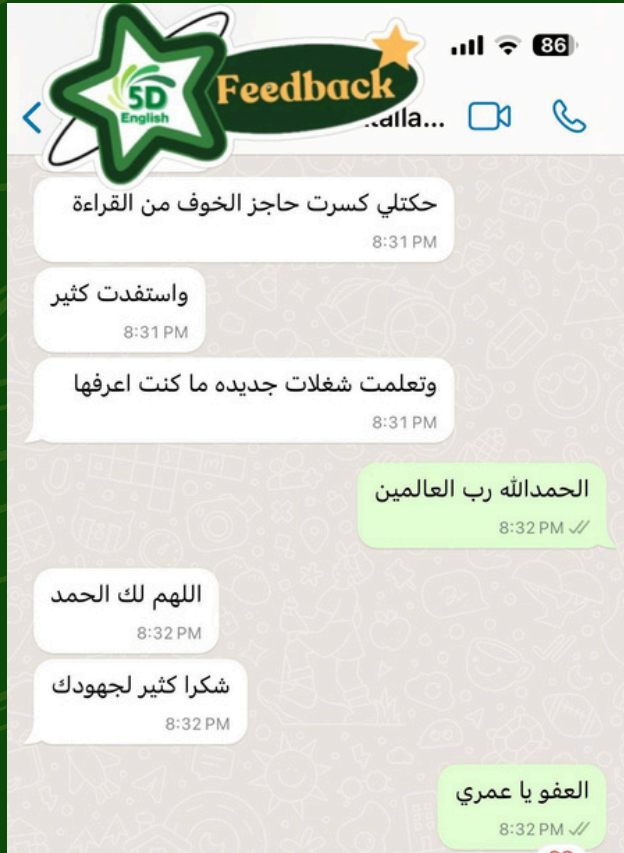 5D
English
Feedback
86
حكتلي كسرت حاجز الخوف من القراءة
8:31 PM
واستفدت كثير
8:31 PM
وتعلمت شغلات جديده ما كنت اعرفها
8:31 PM
الحمدالله رب العالمين
8:32 PM
اللهم لك الحمد
8:32 PM
شكرا كثير لجهودك
8:32 PM
العفو يا عمري
8:32 PM